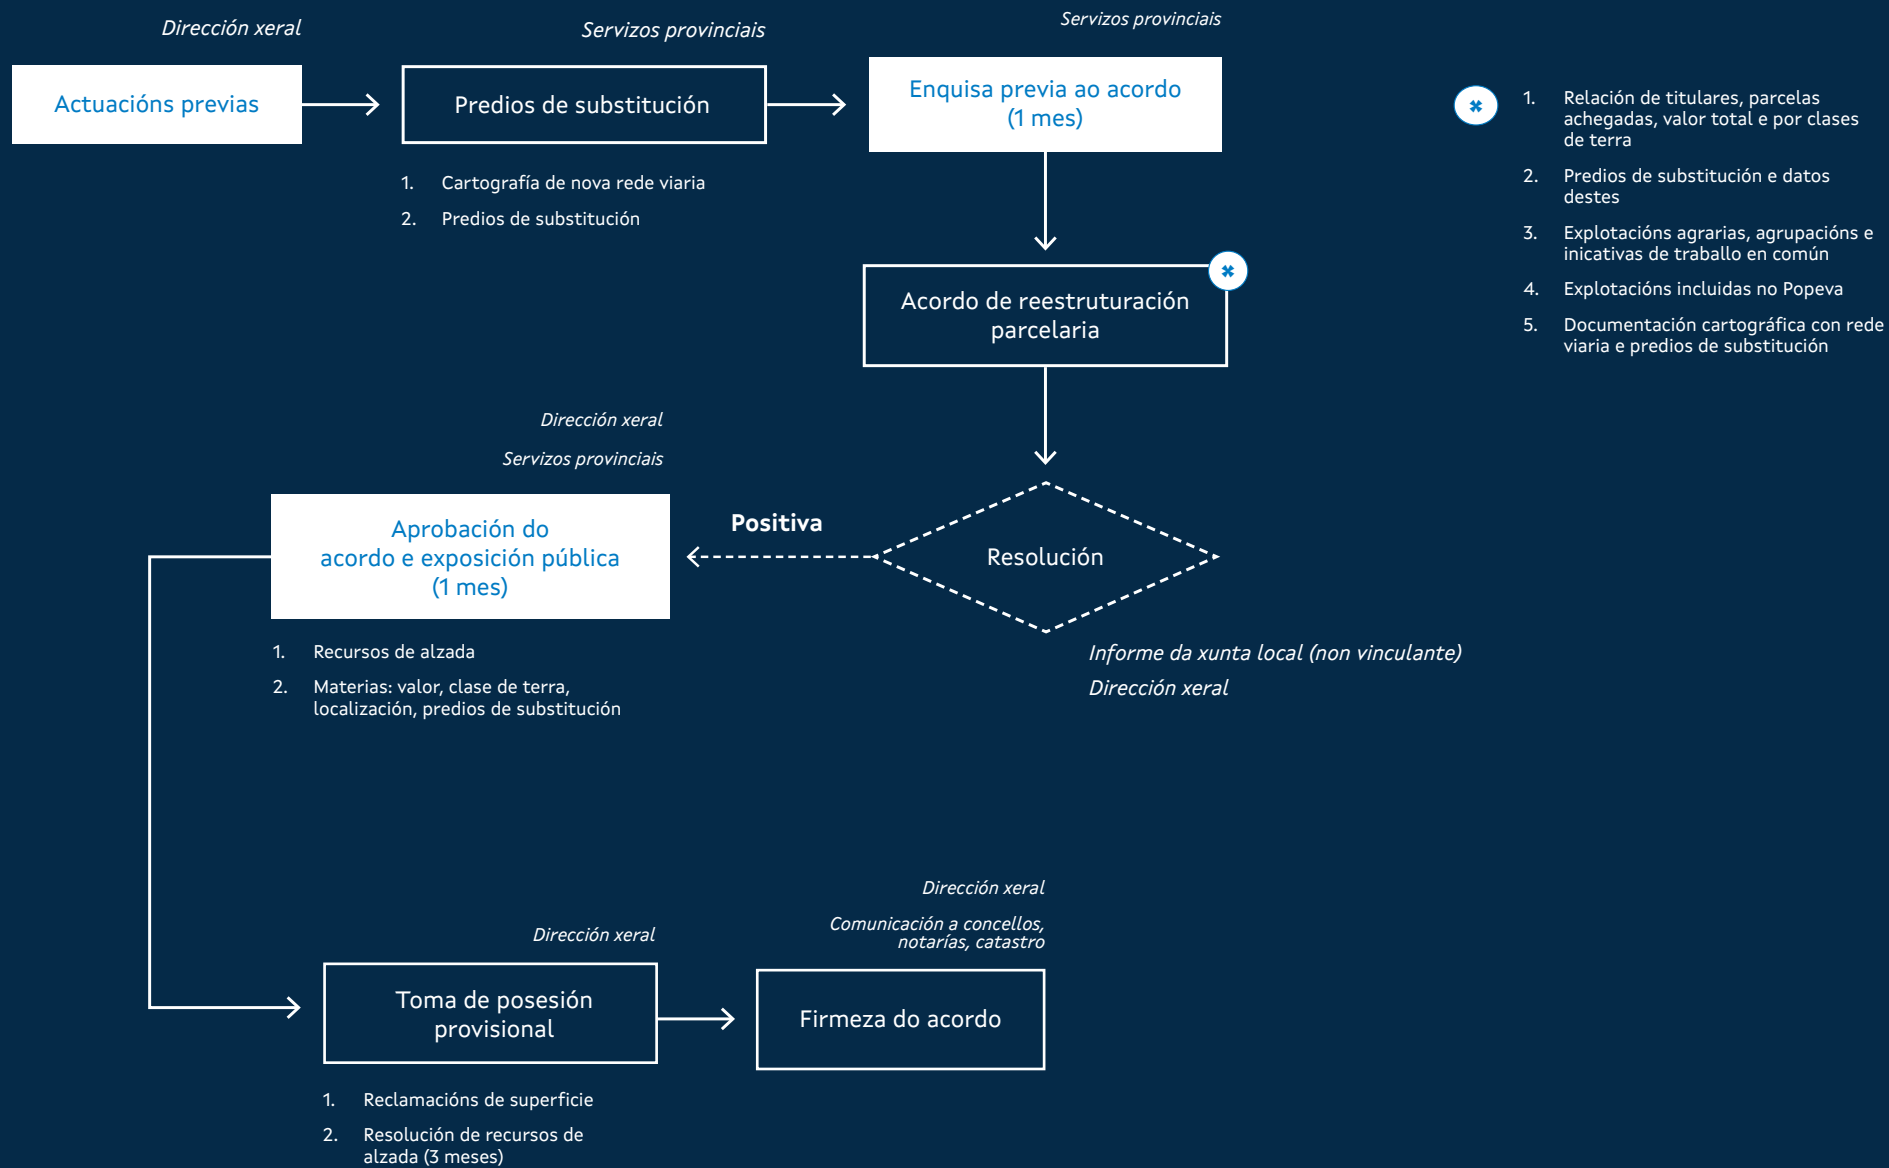 Dirección xeral
Actuacións previas
Servizos provinciais
Predios de substitución
1. Cartografía de nova rede viaria
2. Predios de substitución
Servizos provinciais
Enquisa previa ao acordo
(1 mes)
✖
1. Relación de titulares, parcelas
achegadas, valor total e por clases
de terra
2. Predios de substitución e datos
destes
3. Explotacións agrarias, agrupacións e
inicativas de traballo en común
4. Explotacións incluidas no Popeva
5. Documentación cartográfica con rede
viaria e predios de substitución
✖
Acordo de reestruturación
parcelaria
Resolución
Informe da xunta local (non vinculante)
Dirección xeral
Positiva
Dirección xeral
Servizos provinciais
Aprobación do
acordo e exposición pública
(1 mes)
1. Recursos de alzada
2. Materias: valor, clase de terra,
localización, predios de substitución
Dirección xeral
Toma de posesión
provisional
1. Reclamacións de superficie
2. Resolución de recursos de
alzada (3 meses)
Dirección xeral
Comunicación a concellos,
notarías, catastro
Firmeza do acordo